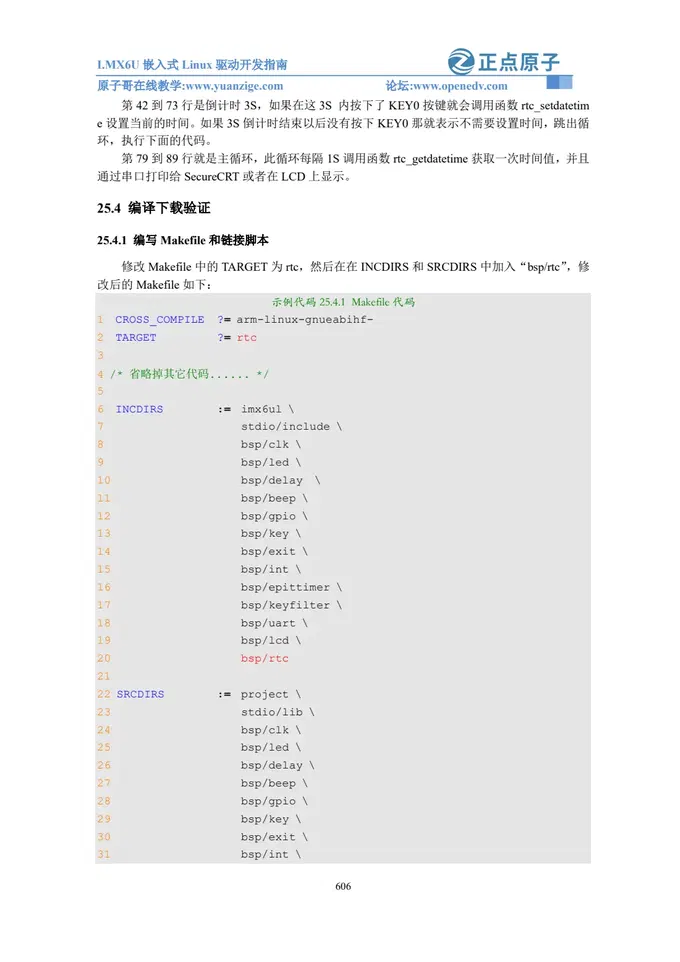 I.MX6U 嵌入式 Linux 驱动开发指南
正点原子
原子哥在线教学:www.yuanzige.com 论坛:www.openedv.com
第 42 到 73 行是倒计时 3S，如果在这 3S 内按下了 KEY0 按键就会调用函数 rtc_setdatetim
e 设置当前的时间。如果 3S 倒计时结束以后没有按下 KEY0 那就表示不需要设置时间，跳出循
环，执行下面的代码。
第 79 到 89 行就是主循环，此循环每隔 1S 调用函数 rtc_getdatetime 获取一次时间值，并且
通过串口打印给 SecureCRT 或者在 LCD 上显示。
25.4 编译下载验证
25.4.1 编写 Makefile 和链接脚本
修改 Makefile 中的 TARGET 为 rtc，然后在在 INCDIRS 和 SRCDIRS 中加入“bsp/rtc”，修
改后的 Makefile 如下：
示例代码 25.4.1 Makefile 代码
1 CROSS_COMPILE ?= arm-linux-gnueabihf-
2 TARGET ?= rtc
3
4 /* 省略掉其它代码...... */
5
6 INCDIRS := imx6ul \
7 stdio/include \
8 bsp/clk \
9 bsp/led \
10 bsp/delay \
11 bsp/beep \
12 bsp/gpio \
13 bsp/key \
14 bsp/exit \
15 bsp/int \
16 bsp/epittimer \
17 bsp/keyfilter \
18 bsp/uart \
19 bsp/lcd \
20 bsp/rtc
21
22 SRCDIRS := project \
23 stdio/lib \
24 bsp/clk \
25 bsp/led \
26 bsp/delay \
27 bsp/beep \
28 bsp/gpio \
29 bsp/key \
30 bsp/exit \
31 bsp/int \
606